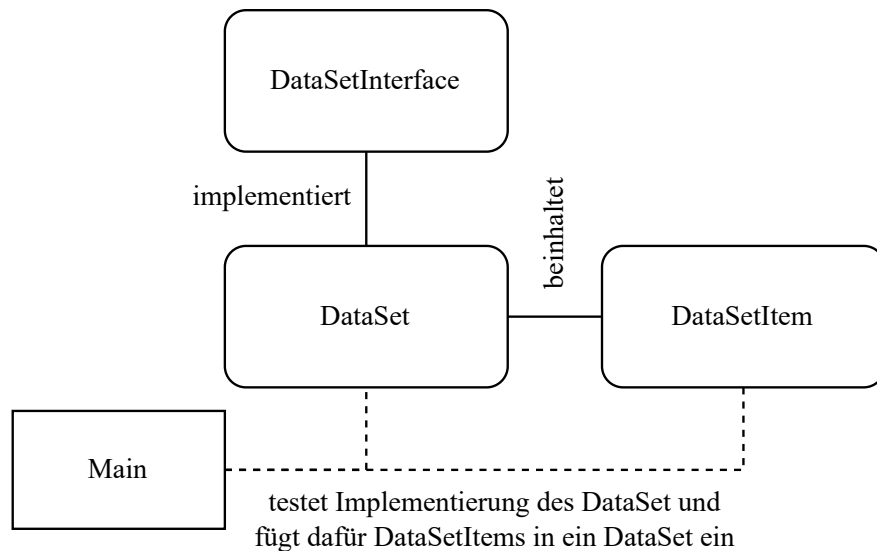 DataSetInterface
implementiert
beinhaltet
DataSet
DataSetItem
Main
testet Implementierung des DataSet und
fügt dafür DataSetItems in ein DataSet ein